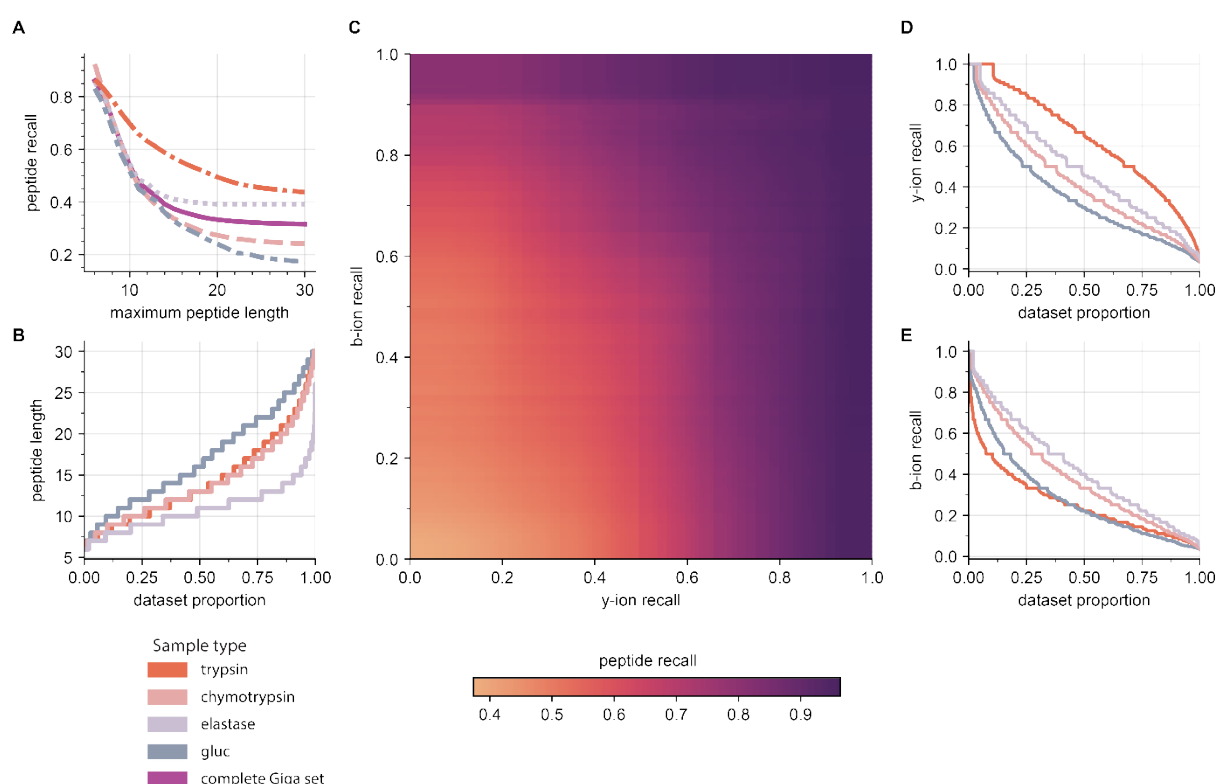 A
peptide recall
0.8
0.6
0.4
0.2
10 20 30
maximum peptide length
B
peptide length
30
25
20
15
10
5
0.00 0.25 0.50 0.75 1.00
dataset proportion
C
b-ion recall
1.0
0.8
0.6
0.4
0.2
0.0
0.0 0.2 0.4 0.6 0.8 1.0
y-ion recall
D
y-ion recall
1.0
0.8
0.6
0.4
0.2
0.0
0.00 0.25 0.50 0.75 1.00
dataset proportion
E
b-ion recall
1.0
0.8
0.6
0.4
0.2
0.0
0.00 0.25 0.50 0.75 1.00
dataset proportion
Sample type
trypsin
chymotrypsin
elastase
gluc
complete Giga set
peptide recall
0.4 0.5 0.6 0.7 0.8 0.9